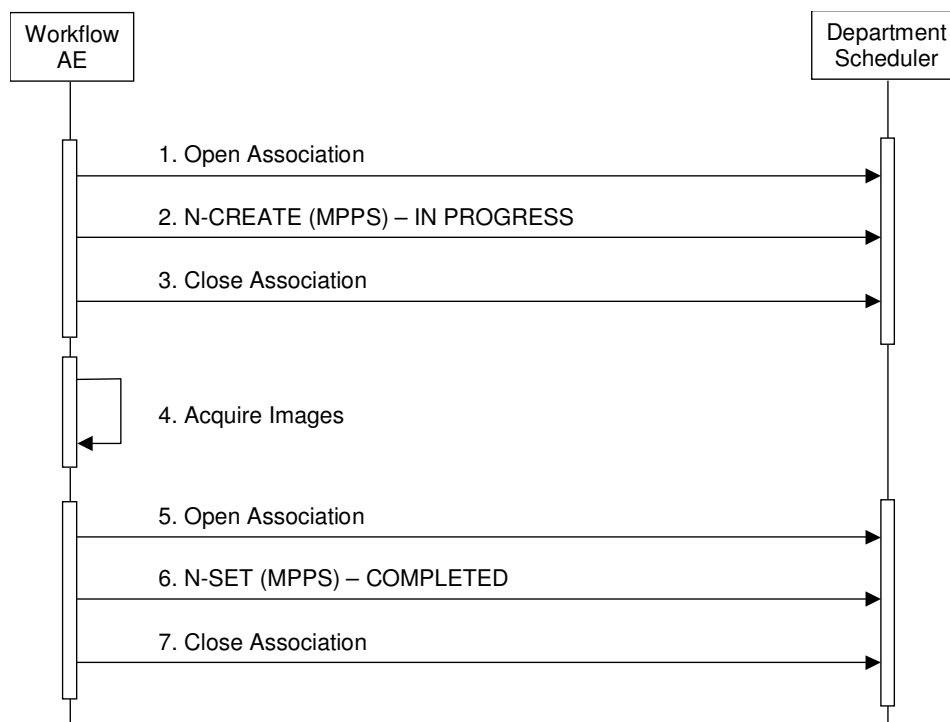 Workflow
AE
Department
Scheduler
1. Open Association
2. N-CREATE (MPPS) – IN PROGRESS
3. Close Association
4. Acquire Images
5. Open Association
6. N-SET (MPPS) – COMPLETED
7. Close Association